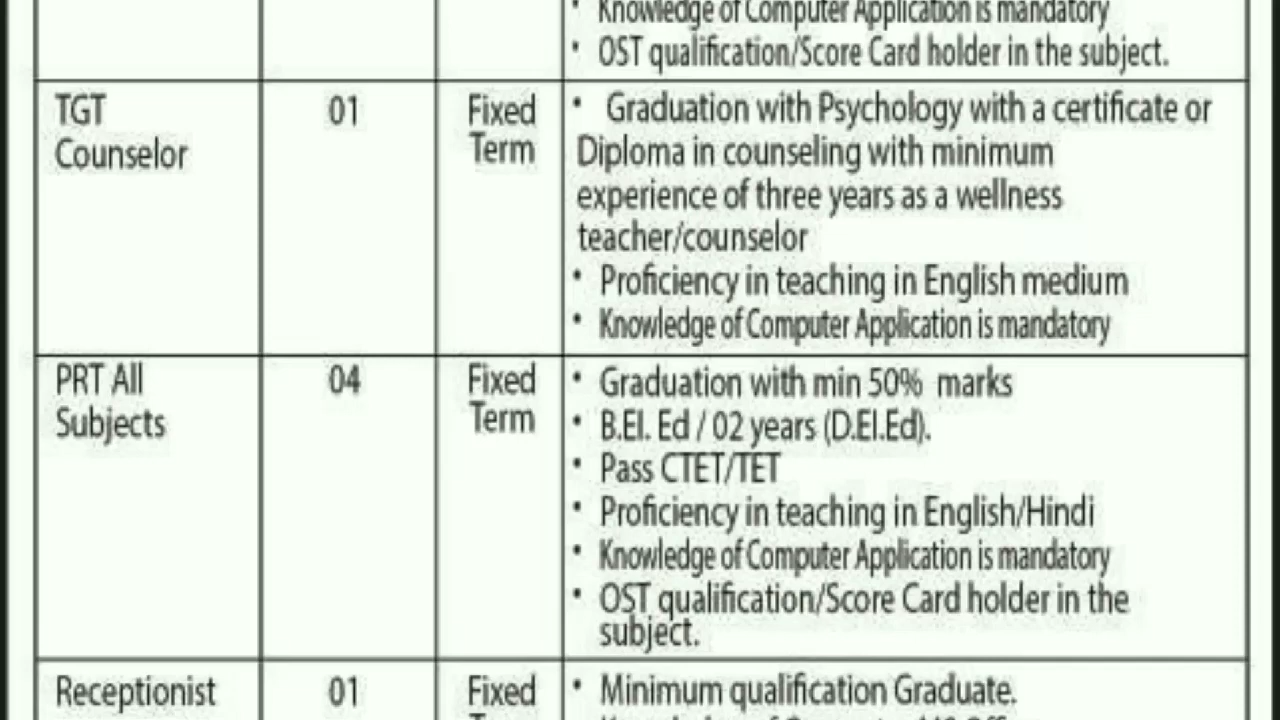 • Knowledge of Computer Application is mandatory
• OST qualification/Score Card holder in the subject.
TGT
Counselor
01
Fixed
Term
• Graduation with Psychology with a certificate or
Diploma in counseling with minimum
experience of three years as a wellness
teacher/counselor
• Proficiency in teaching in English medium
• Knowledge of Computer Application is mandatory
PRT All
Subjects
04
Fixed
Term
• Graduation with min 50% marks
• B.El. Ed / 02 years (D.El.Ed).
• Pass CTET/TET
• Proficiency in teaching in English/Hindi
• Knowledge of Computer Application is mandatory
• OST qualification/Score Card holder in the
subject.
Receptionist
01
Fixed
• Minimum qualification Graduate.